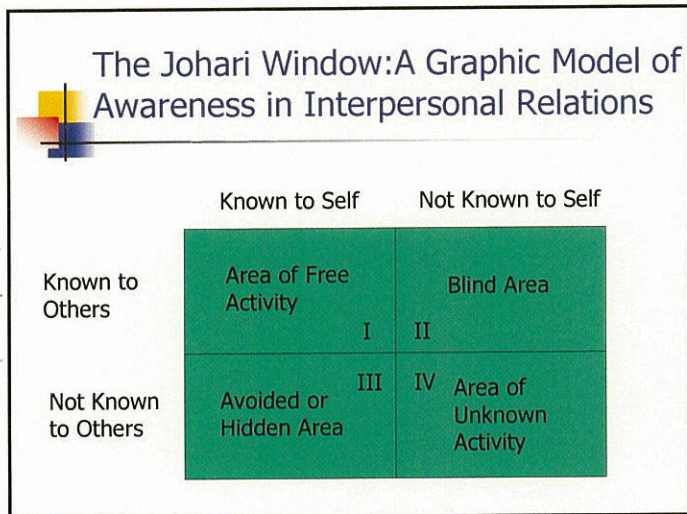 The Johari Window:A Graphic Model of
Awareness in Interpersonal Relations
Known to Self
Not Known to Self
Known to
Others
Area of Free
Activity
I
Blind Area
II
Not Known
to Others
Avoided or
Hidden Area
III
IV
Area of
Unknown
Activity